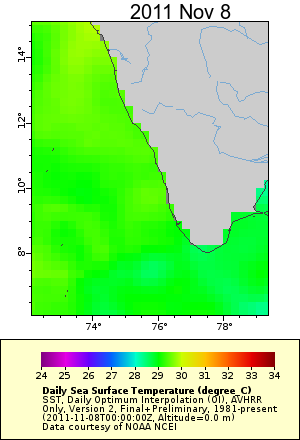 2011 Nov 8
14°
12°
10°
8°
6°
74° 76° 78°
24 25 26 27 28 29 30 31 32 33 34
Daily Sea Surface Temperature (degree_C)
SST, Daily Optimum Interpolation (OI), AVHRR
Only, Version 2, Final+Preliminary, 1981-present
(2011-11-08T00:00:00Z, Altitude=0.0 m)
Data courtesy of NOAA NCEI